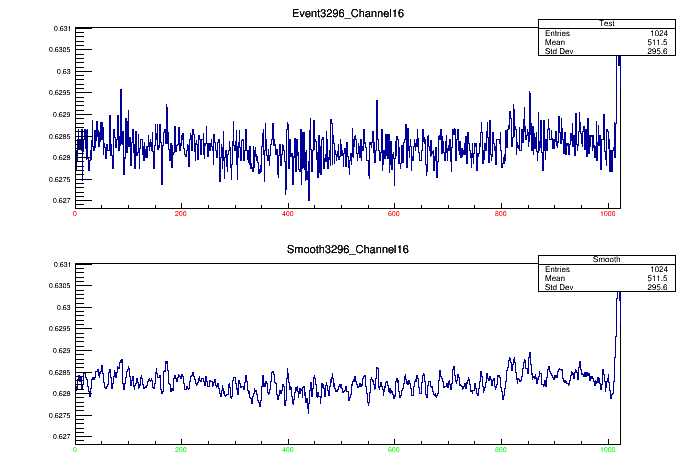 Event3296_Channel16
Test
Entries 1024
Mean 511.5
Std Dev 295.6
0.631
0.6305
0.63
0.6295
0.629
0.6285
0.628
0.6275
0.627
0 200 400 600 800 1000
Smooth3296_Channel16
Smooth
Entries 1024
Mean 511.5
Std Dev 295.6
0.631
0.6305
0.63
0.6295
0.629
0.6285
0.628
0.6275
0.627
0 200 400 600 800 1000